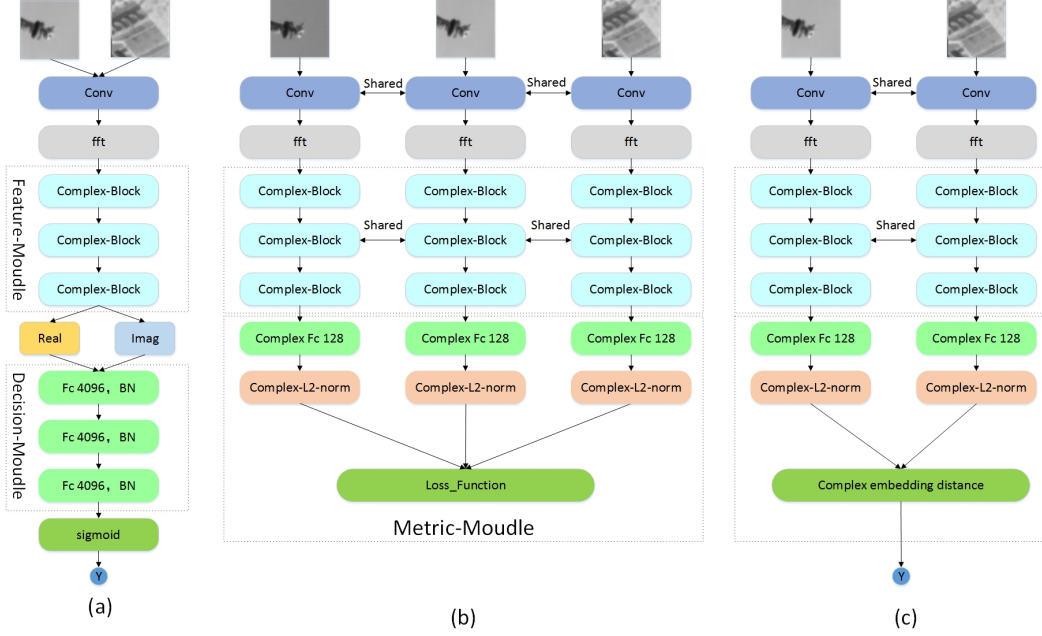 Conv
fft
Complex-Block
Complex-Block
Complex-Block
Feature-Moudle
Real
Imag
Fc 4096，BN
Fc 4096，BN
Fc 4096，BN
Decision-Moudle
sigmoid
Y
(a)
Conv
Shared
Conv
Shared
Conv
fft
fft
fft
Complex-Block
Complex-Block
Complex-Block
Complex-Block
Shared
Complex-Block
Shared
Complex-Block
Complex-Block
Complex-Block
Complex-Block
Complex Fc 128
Complex Fc 128
Complex Fc 128
Complex-L2-norm
Complex-L2-norm
Complex-L2-norm
Loss_Function
Metric-Moudle
(b)
Conv
Shared
Conv
fft
fft
Complex-Block
Complex-Block
Complex-Block
Shared
Complex-Block
Complex-Block
Complex-Block
Complex Fc 128
Complex Fc 128
Complex-L2-norm
Complex-L2-norm
Complex embedding distance
Y
(c)